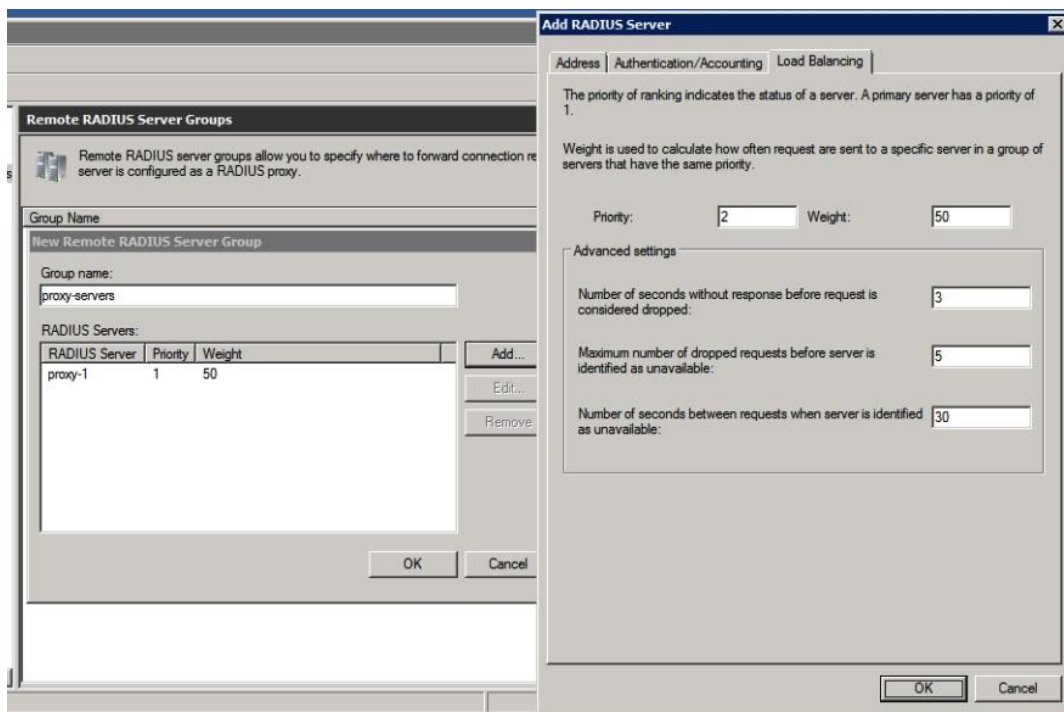 Remote RADIUS Server Groups
Remote RADIUS server groups allow you to specify where to forward connection re
server is configured as a RADIUS proxy.
Group Name
New Remote RADIUS Server Group
Group name:
proxy-servers
RADIUS Servers:
RADIUS Server Priority Weight
proxy-1 1 50
Add...
Edit...
Remove
OK Cancel
Add RADIUS Server
Address Authentication/Accounting Load Balancing
The priority of ranking indicates the status of a server. A primary server has a priority of
1.
Weight is used to calculate how often request are sent to a specific server in a group of
servers that have the same priority.
Priority: 2 Weight: 50
Advanced settings
Number of seconds without response before request is
considered dropped: 3
Maximum number of dropped requests before server is
identified as unavailable: 5
Number of seconds between requests when server is identified
as unavailable: 30
OK Cancel